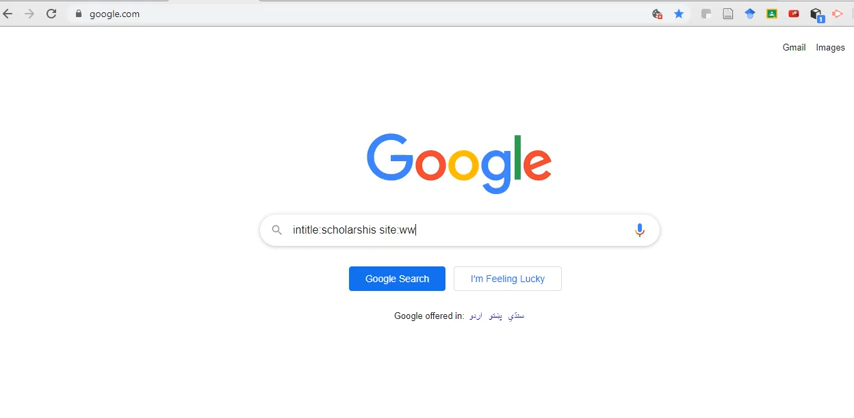 google.com
1
Gmail Images
Google
intitle:scholarshis site:ww
Google Search I'm Feeling Lucky
Google offered in: اردو پښتو سنڌي